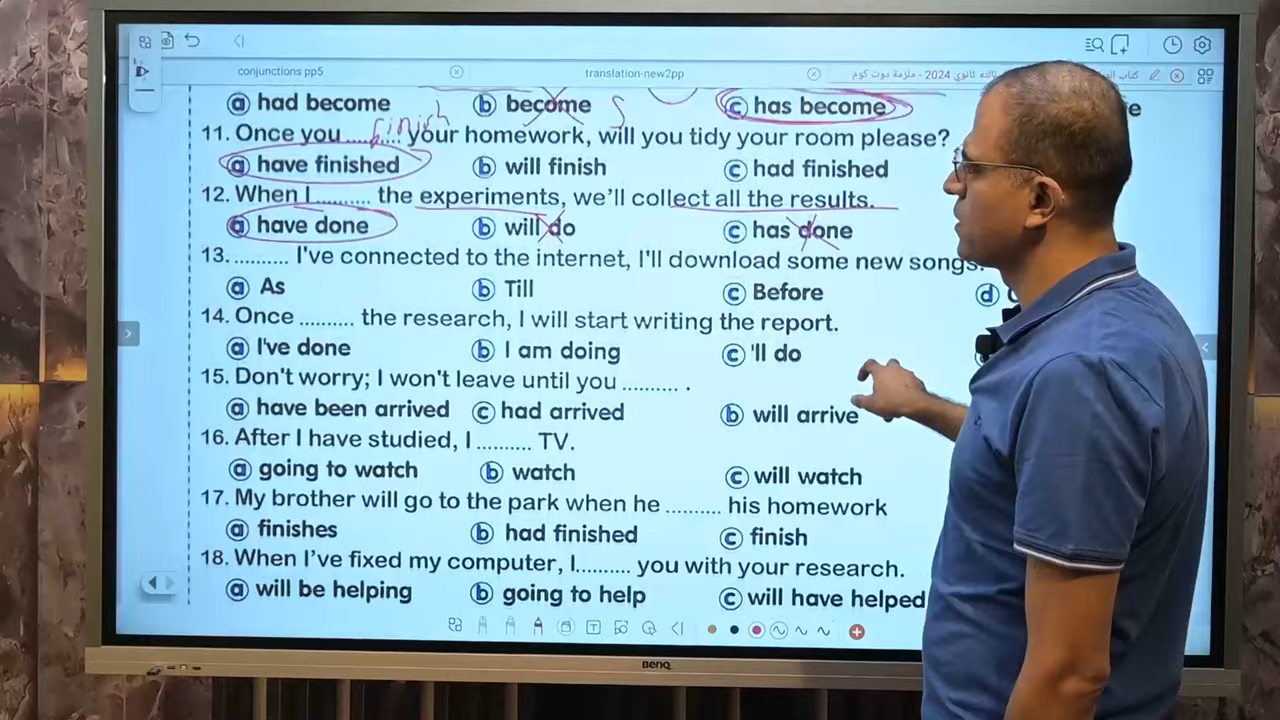 conjunctions pp5 translation-new2pp ثالثه ثانوي 2024 - ملزمة دوت كوم كتاب
a had become b become s c has become e
finish
11. Once you .......... your homework, will you tidy your room please?
a have finished b will finish c had finished
12. When I .......... the experiments, we'll collect all the results.
a have done b will do c has done
13. .......... I've connected to the internet, I'll download some new songs.
a As b Till c Before d
14. Once .......... the research, I will start writing the report.
a I've done b I am doing c 'll do
15. Don't worry; I won't leave until you .......... .
a have been arrived c had arrived b will arrive
16. After I have studied, I .......... TV.
a going to watch b watch c will watch
17. My brother will go to the park when he .......... his homework
a finishes b had finished c finish
18. When I've fixed my computer, I.......... you with your research.
a will be helping b going to help c will have helped
BENQ